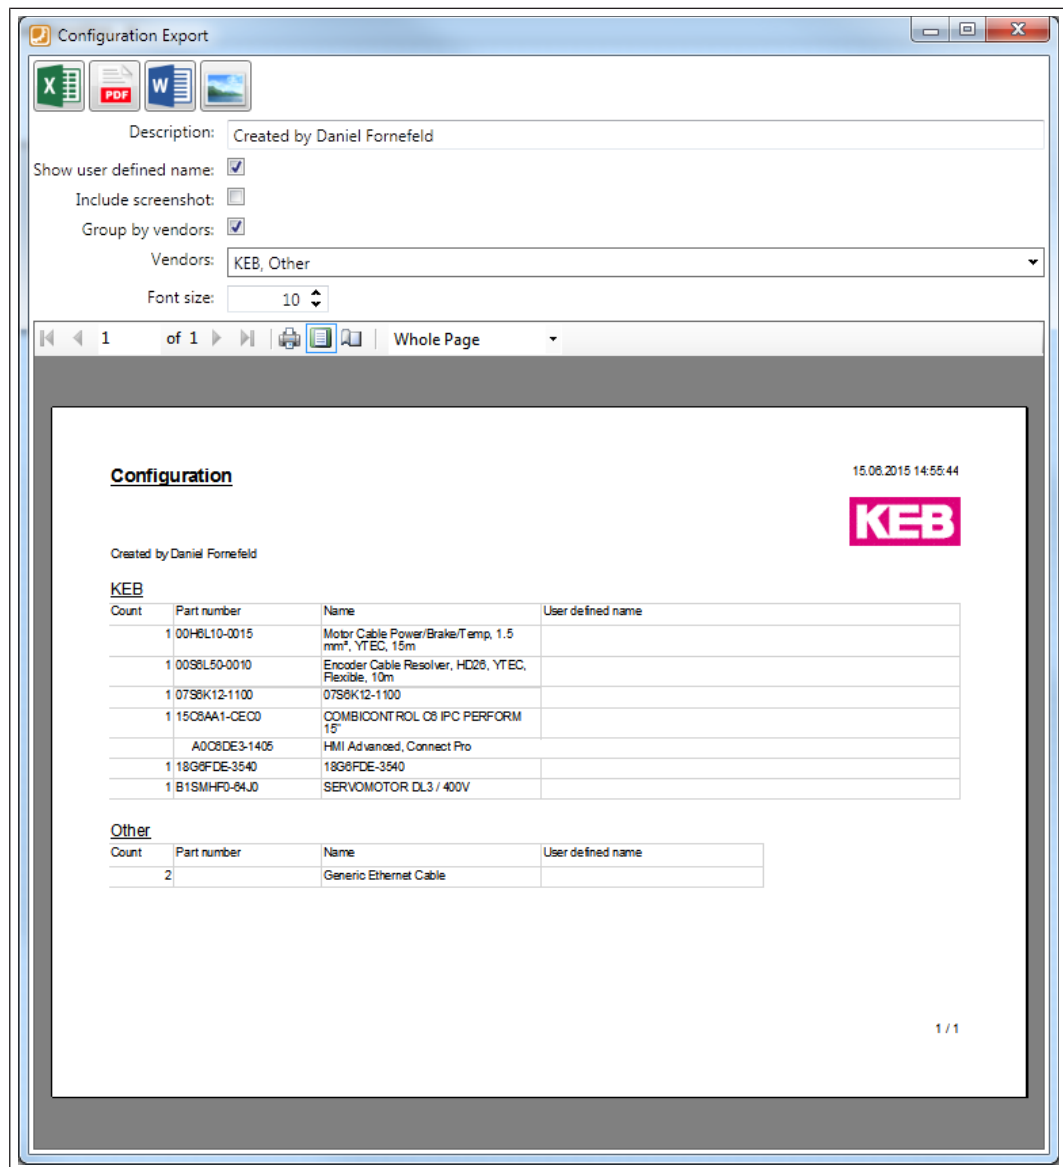 Configuration Export
PDF
Description: Created by Daniel Fornefeld
Show user defined name:
Include screenshot:
Group by vendors:
Vendors: KEB, Other
Font size: 10
1 of 1 Whole Page
Configuration 15.06.2015 14:55:44
KEB
Created by Daniel Fornefeld
KEB
Count Part number Name User defined name
1 00H6L10-0015 Motor Cable Power/Brake/Temp, 1.5
mm², YTEC, 15m
1 00S6L50-0010 Encoder Cable Resolver, HD26, YTEC,
Flexible, 10m
1 07S6K12-1100 07S6K12-1100
1 15C6AA1-CEC0 COMBICONTROL C6 IPC PERFORM
15"
A0C6DE3-1405 HMI Advanced, Connect Pro
1 18G6FDE-3540 18G6FDE-3540
1 B1SMHF0-64J0 SERVOMOTOR DL3 / 400V
Other
Count Part number Name User defined name
2 Generic Ethernet Cable
1 / 1